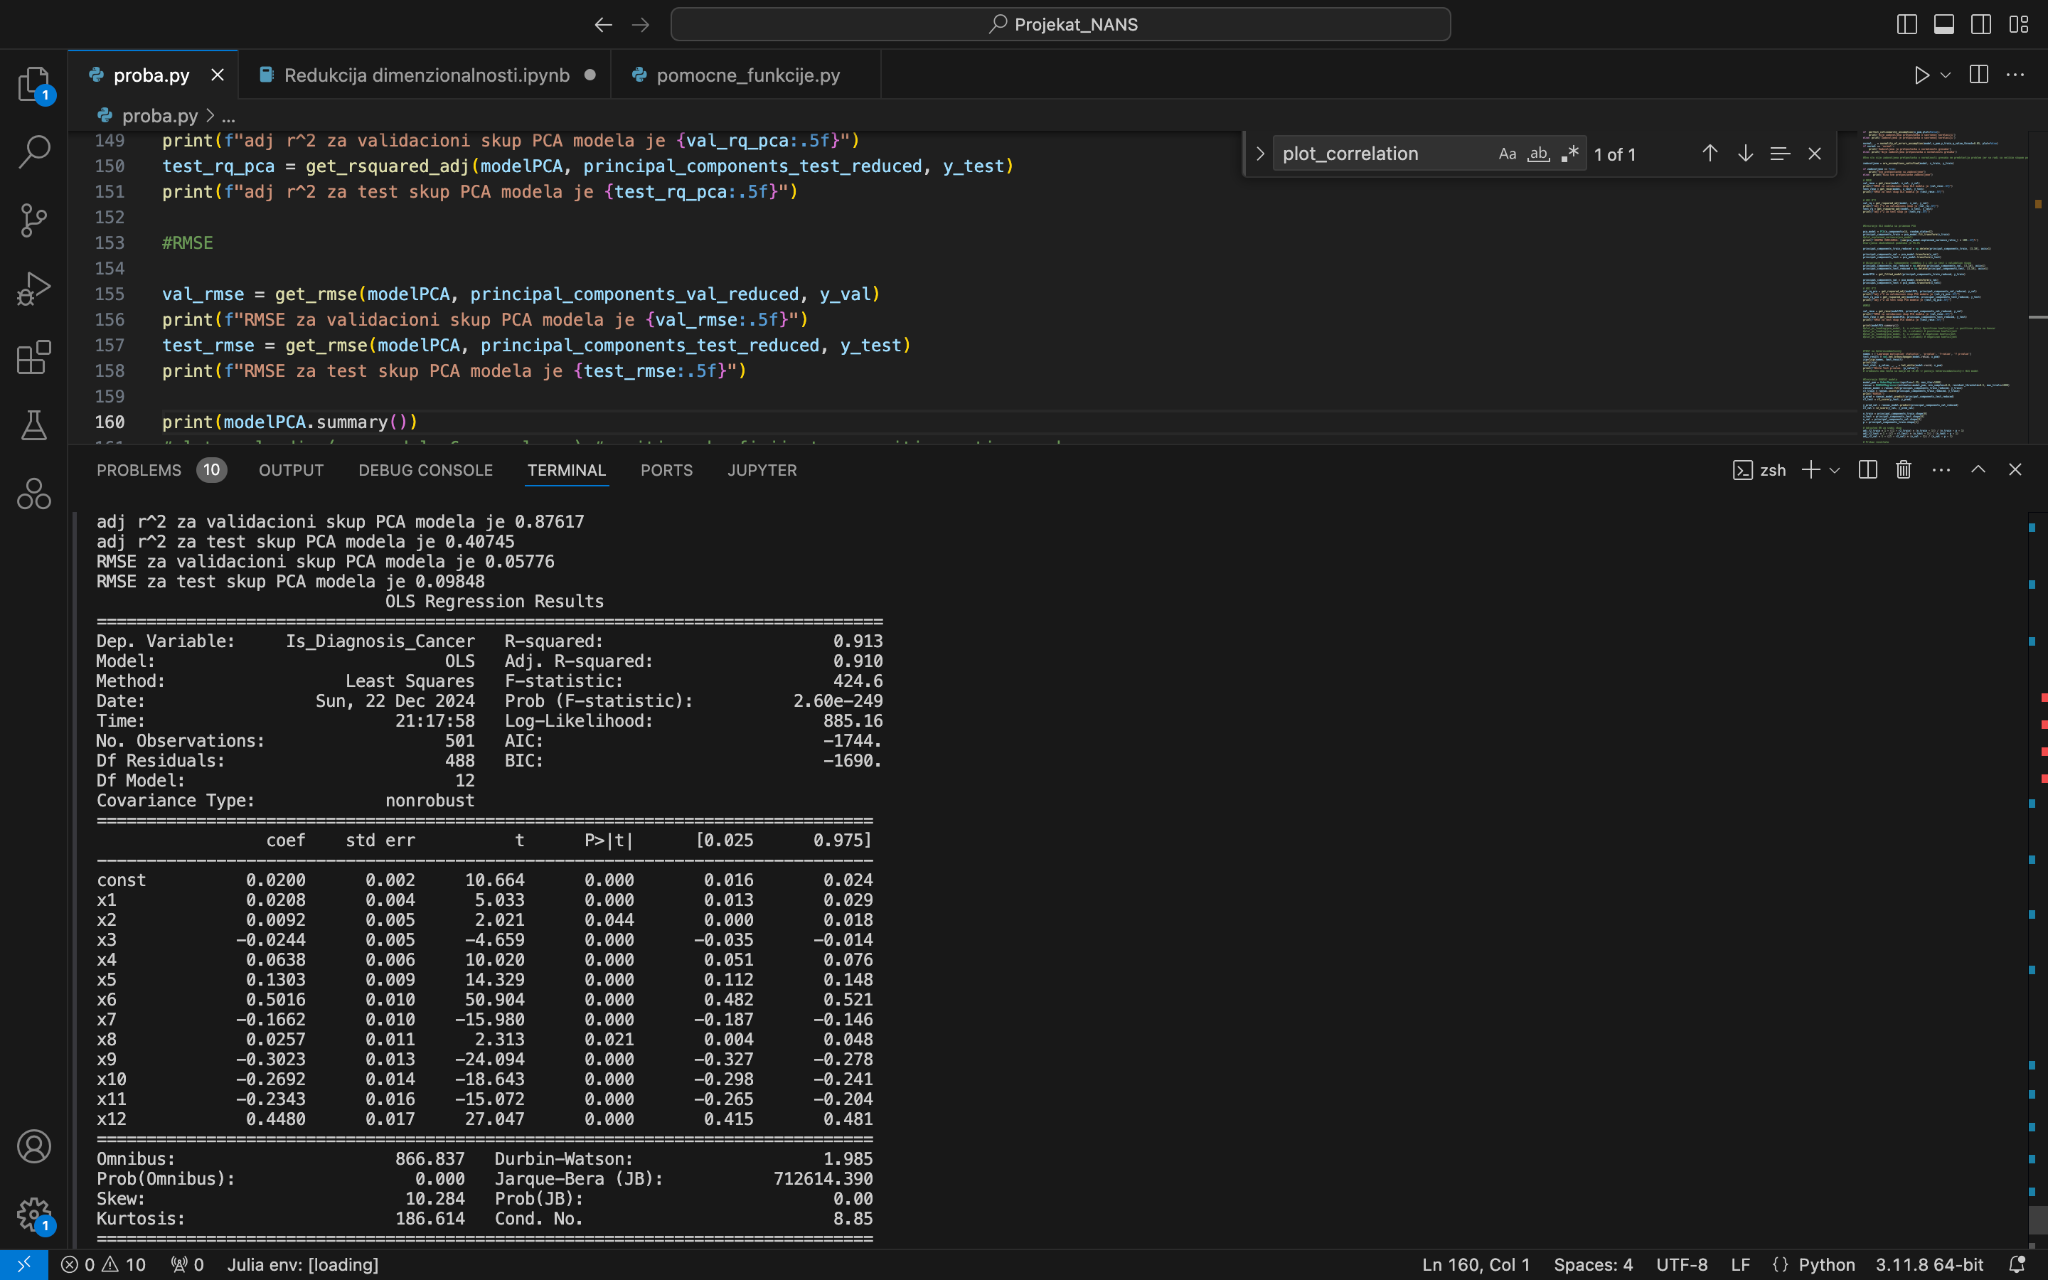 Projekat_NANS
1
proba.py
Redukcija dimenzionalnosti.ipynb
pomocne_funkcije.py
proba.py > ...
plot_correlation
Aa ab .* 1 of 1
149 print(f"adj r^2 za validacioni skup PCA modela je {val_rq_pca:.5f}")
150 test_rq_pca = get_rsquared_adj(modelPCA, principal_components_test_reduced, y_test)
151 print(f"adj r^2 za test skup PCA modela je {test_rq_pca:.5f}")
152
153 #RMSE
154
155 val_rmse = get_rmse(modelPCA, principal_components_val_reduced, y_val)
156 print(f"RMSE za validacioni skup PCA modela je {val_rmse:.5f}")
157 test_rmse = get_rmse(modelPCA, principal_components_test_reduced, y_test)
158 print(f"RMSE za test skup PCA modela je {test_rmse:.5f}")
159
160 print(modelPCA.summary())
PROBLEMS 10 OUTPUT DEBUG CONSOLE TERMINAL PORTS JUPYTER zsh
adj r^2 za validacioni skup PCA modela je 0.87617
adj r^2 za test skup PCA modela je 0.40745
RMSE za validacioni skup PCA modela je 0.05776
RMSE za test skup PCA modela je 0.09848
OLS Regression Results
Dep. Variable: Is_Diagnosis_Cancer R-squared: 0.913
Model: OLS Adj. R-squared: 0.910
Method: Least Squares F-statistic: 424.6
Date: Sun, 22 Dec 2024 Prob (F-statistic): 2.60e-249
Time: 21:17:58 Log-Likelihood: 885.16
No. Observations: 501 AIC: -1744.
Df Residuals: 488 BIC: -1690.
Df Model: 12
Covariance Type: nonrobust
coef std err t P>|t| [0.025 0.975]
const 0.0200 0.002 10.664 0.000 0.016 0.024
x1 0.0208 0.004 5.033 0.000 0.013 0.029
x2 0.0092 0.005 2.021 0.044 0.000 0.018
x3 -0.0244 0.005 -4.659 0.000 -0.035 -0.014
x4 0.0638 0.006 10.020 0.000 0.051 0.076
x5 0.1303 0.009 14.329 0.000 0.112 0.148
x6 0.5016 0.010 50.904 0.000 0.482 0.521
x7 -0.1662 0.010 -15.980 0.000 -0.187 -0.146
x8 0.0257 0.011 2.313 0.021 0.004 0.048
x9 -0.3023 0.013 -24.094 0.000 -0.327 -0.278
x10 -0.2692 0.014 -18.643 0.000 -0.298 -0.241
x11 -0.2343 0.016 -15.072 0.000 -0.265 -0.204
x12 0.4480 0.017 27.047 0.000 0.415 0.481
Omnibus: 866.837 Durbin-Watson: 1.985
Prob(Omnibus): 0.000 Jarque-Bera (JB): 712614.390
Skew: 10.284 Prob(JB): 0.00
Kurtosis: 186.614 Cond. No. 8.85
1
0 10 0 Julia env: [loading] Ln 160, Col 1 Spaces: 4 UTF-8 LF {} Python 3.11.8 64-bit